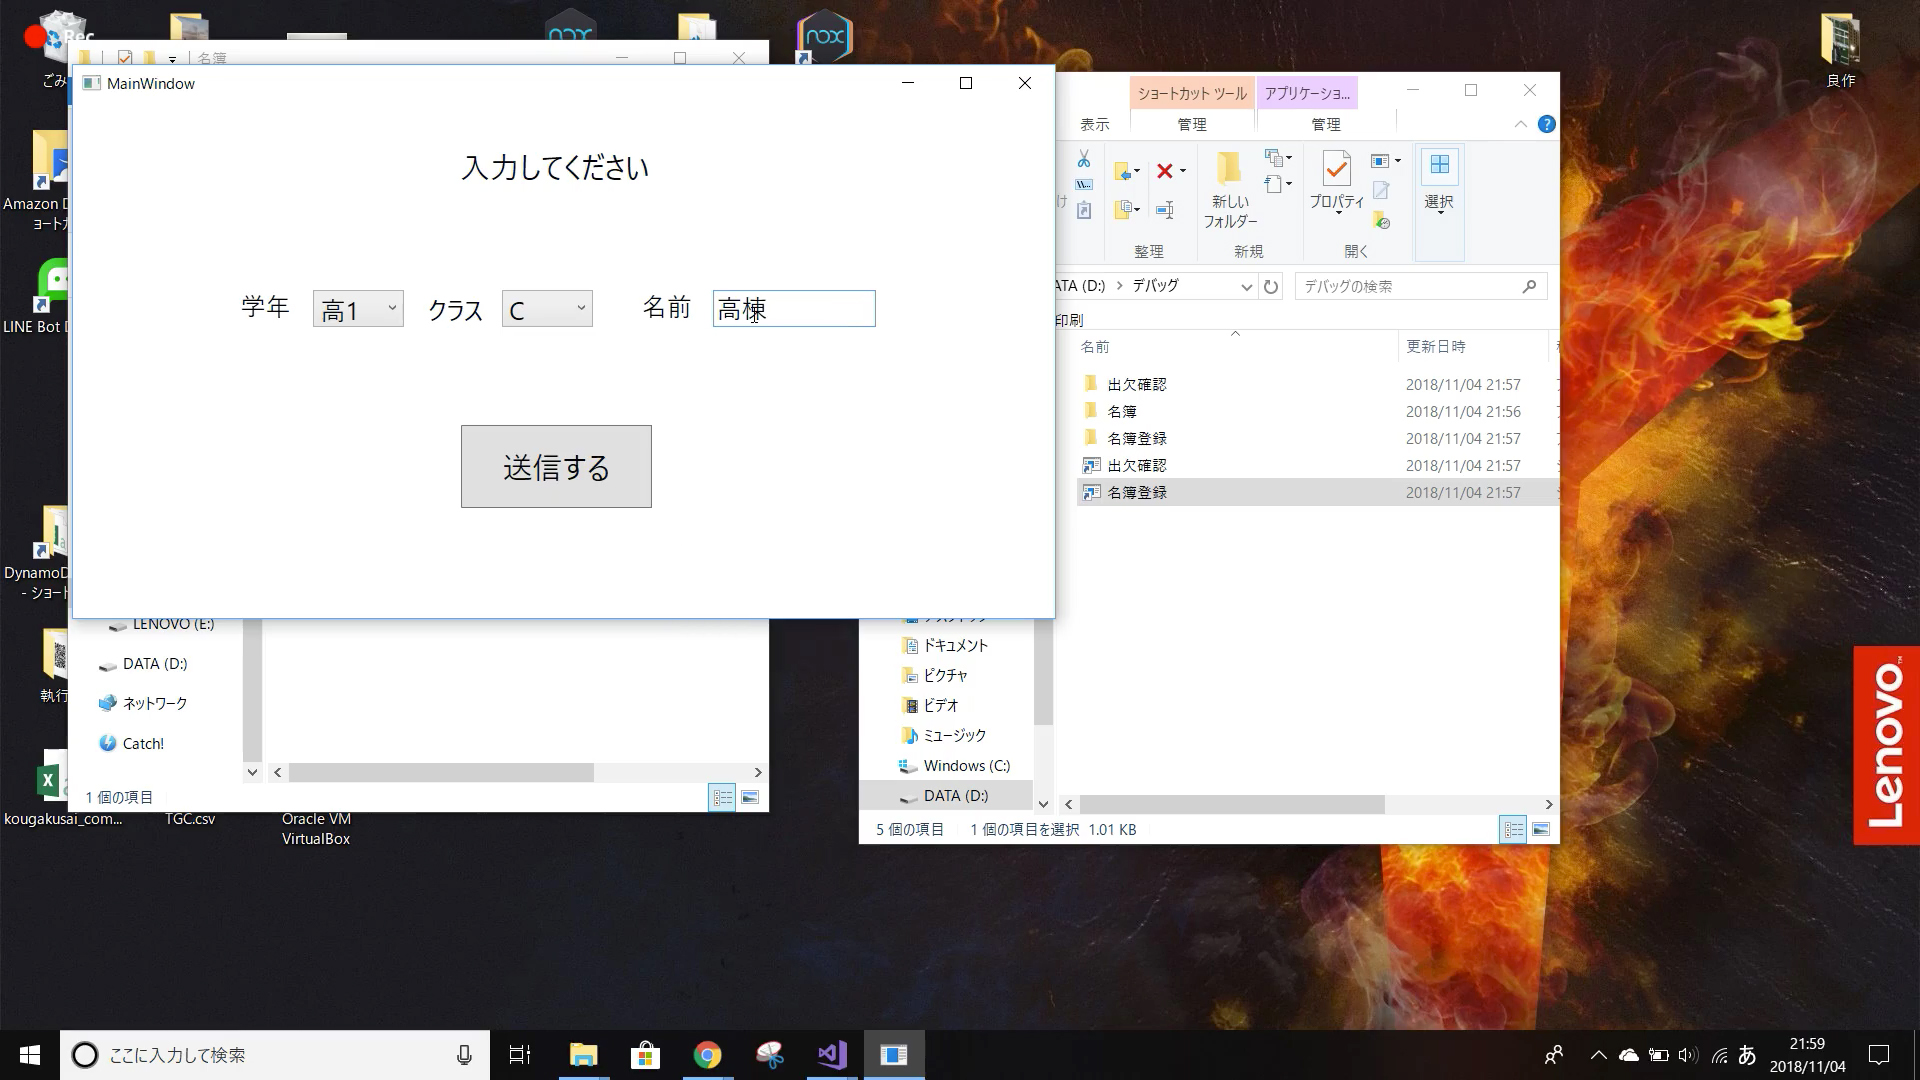 Rec
名簿
ごみ
MainWindow
入力してください
学年
高1
クラス
C
名前
高棟
送信する
ショートカット ツール
アプリケーショ...
表示
管理
管理
新しい
フォルダー
プロパティ
選択
整理
新規
開く
ATA (D:)
デバッグ
デバッグの検索
印刷
名前
更新日時
出欠確認
2018/11/04 21:57
名簿
2018/11/04 21:56
名簿登録
2018/11/04 21:57
出欠確認
2018/11/04 21:57
名簿登録
2018/11/04 21:57
ドキュメント
ピクチャ
ビデオ
ミュージック
Windows (C:)
DATA (D:)
5 個の項目
1 個の項目を選択 1.01 KB
LENOVO (E:)
DATA (D:)
ネットワーク
Catch!
1 個の項目
Amazon D
ョートカ
LINE Bot D
DynamoD
- ショート
執行
kougakusai_com...
TGC.csv
Oracle VM
VirtualBox
nox
nox
良作
Lenovo
ここに入力して検索
あ
21:59
2018/11/04